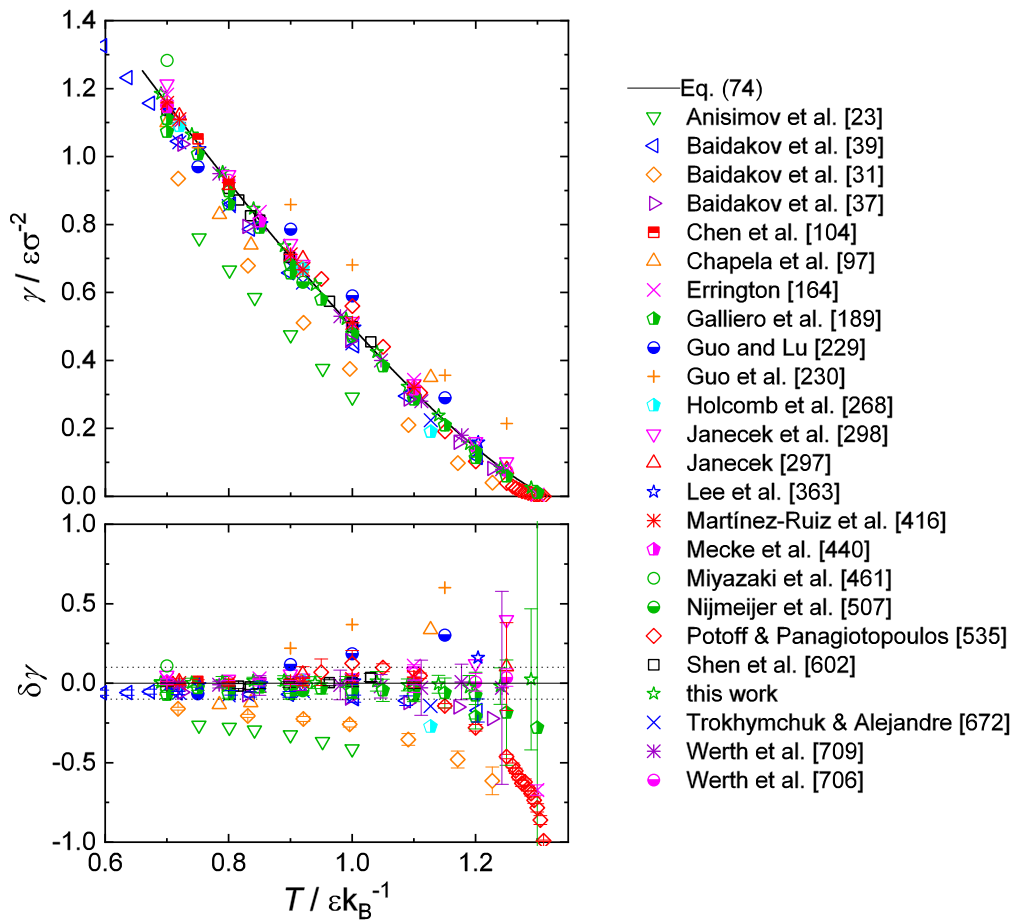 1.4
1.2
1.0
0.8
0.6
0.4
0.2
0.0
γ / εσ⁻²
1.0
0.5
0.0
-0.5
-1.0
δγ
0.6
0.8
1.0
1.2
T / εk_B⁻¹
Eq. (74)
Anisimov et al. [23]
Baidakov et al. [39]
Baidakov et al. [31]
Baidakov et al. [37]
Chen et al. [104]
Chapela et al. [97]
Errington [164]
Galliero et al. [189]
Guo and Lu [229]
Guo et al. [230]
Holcomb et al. [268]
Janecek et al. [298]
Janecek [297]
Lee et al. [363]
Martínez-Ruiz et al. [416]
Mecke et al. [440]
Miyazaki et al. [461]
Nijmeijer et al. [507]
Potoff & Panagiotopoulos [535]
Shen et al. [602]
this work
Trokhymchuk & Alejandre [672]
Werth et al. [709]
Werth et al. [706]